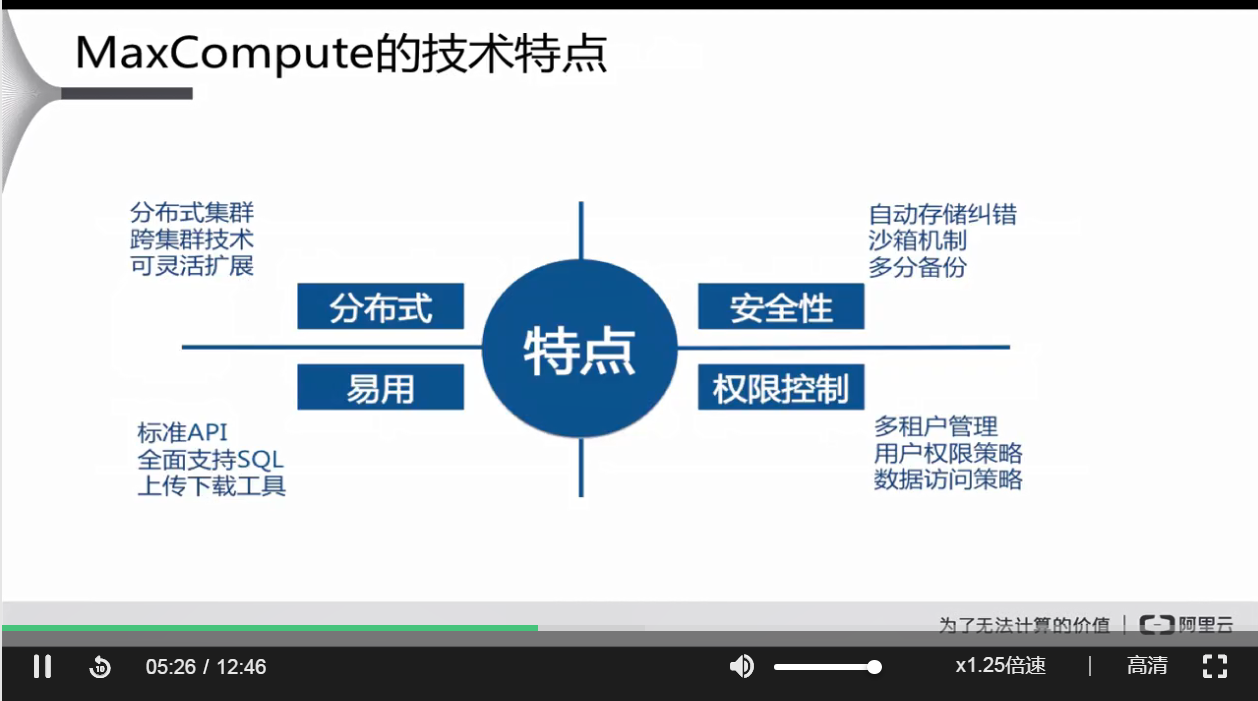 MaxCompute的技术特点
分布式集群
跨集群技术
可灵活扩展
分布式
自动存储纠错
沙箱机制
多分备份
安全性
特点
易用
标准API
全面支持SQL
上传下载工具
权限控制
多租户管理
用户权限策略
数据访问策略
为了无法计算的价值 | 阿里云
10
05:26 / 12:46
x1.25倍速 | 高清